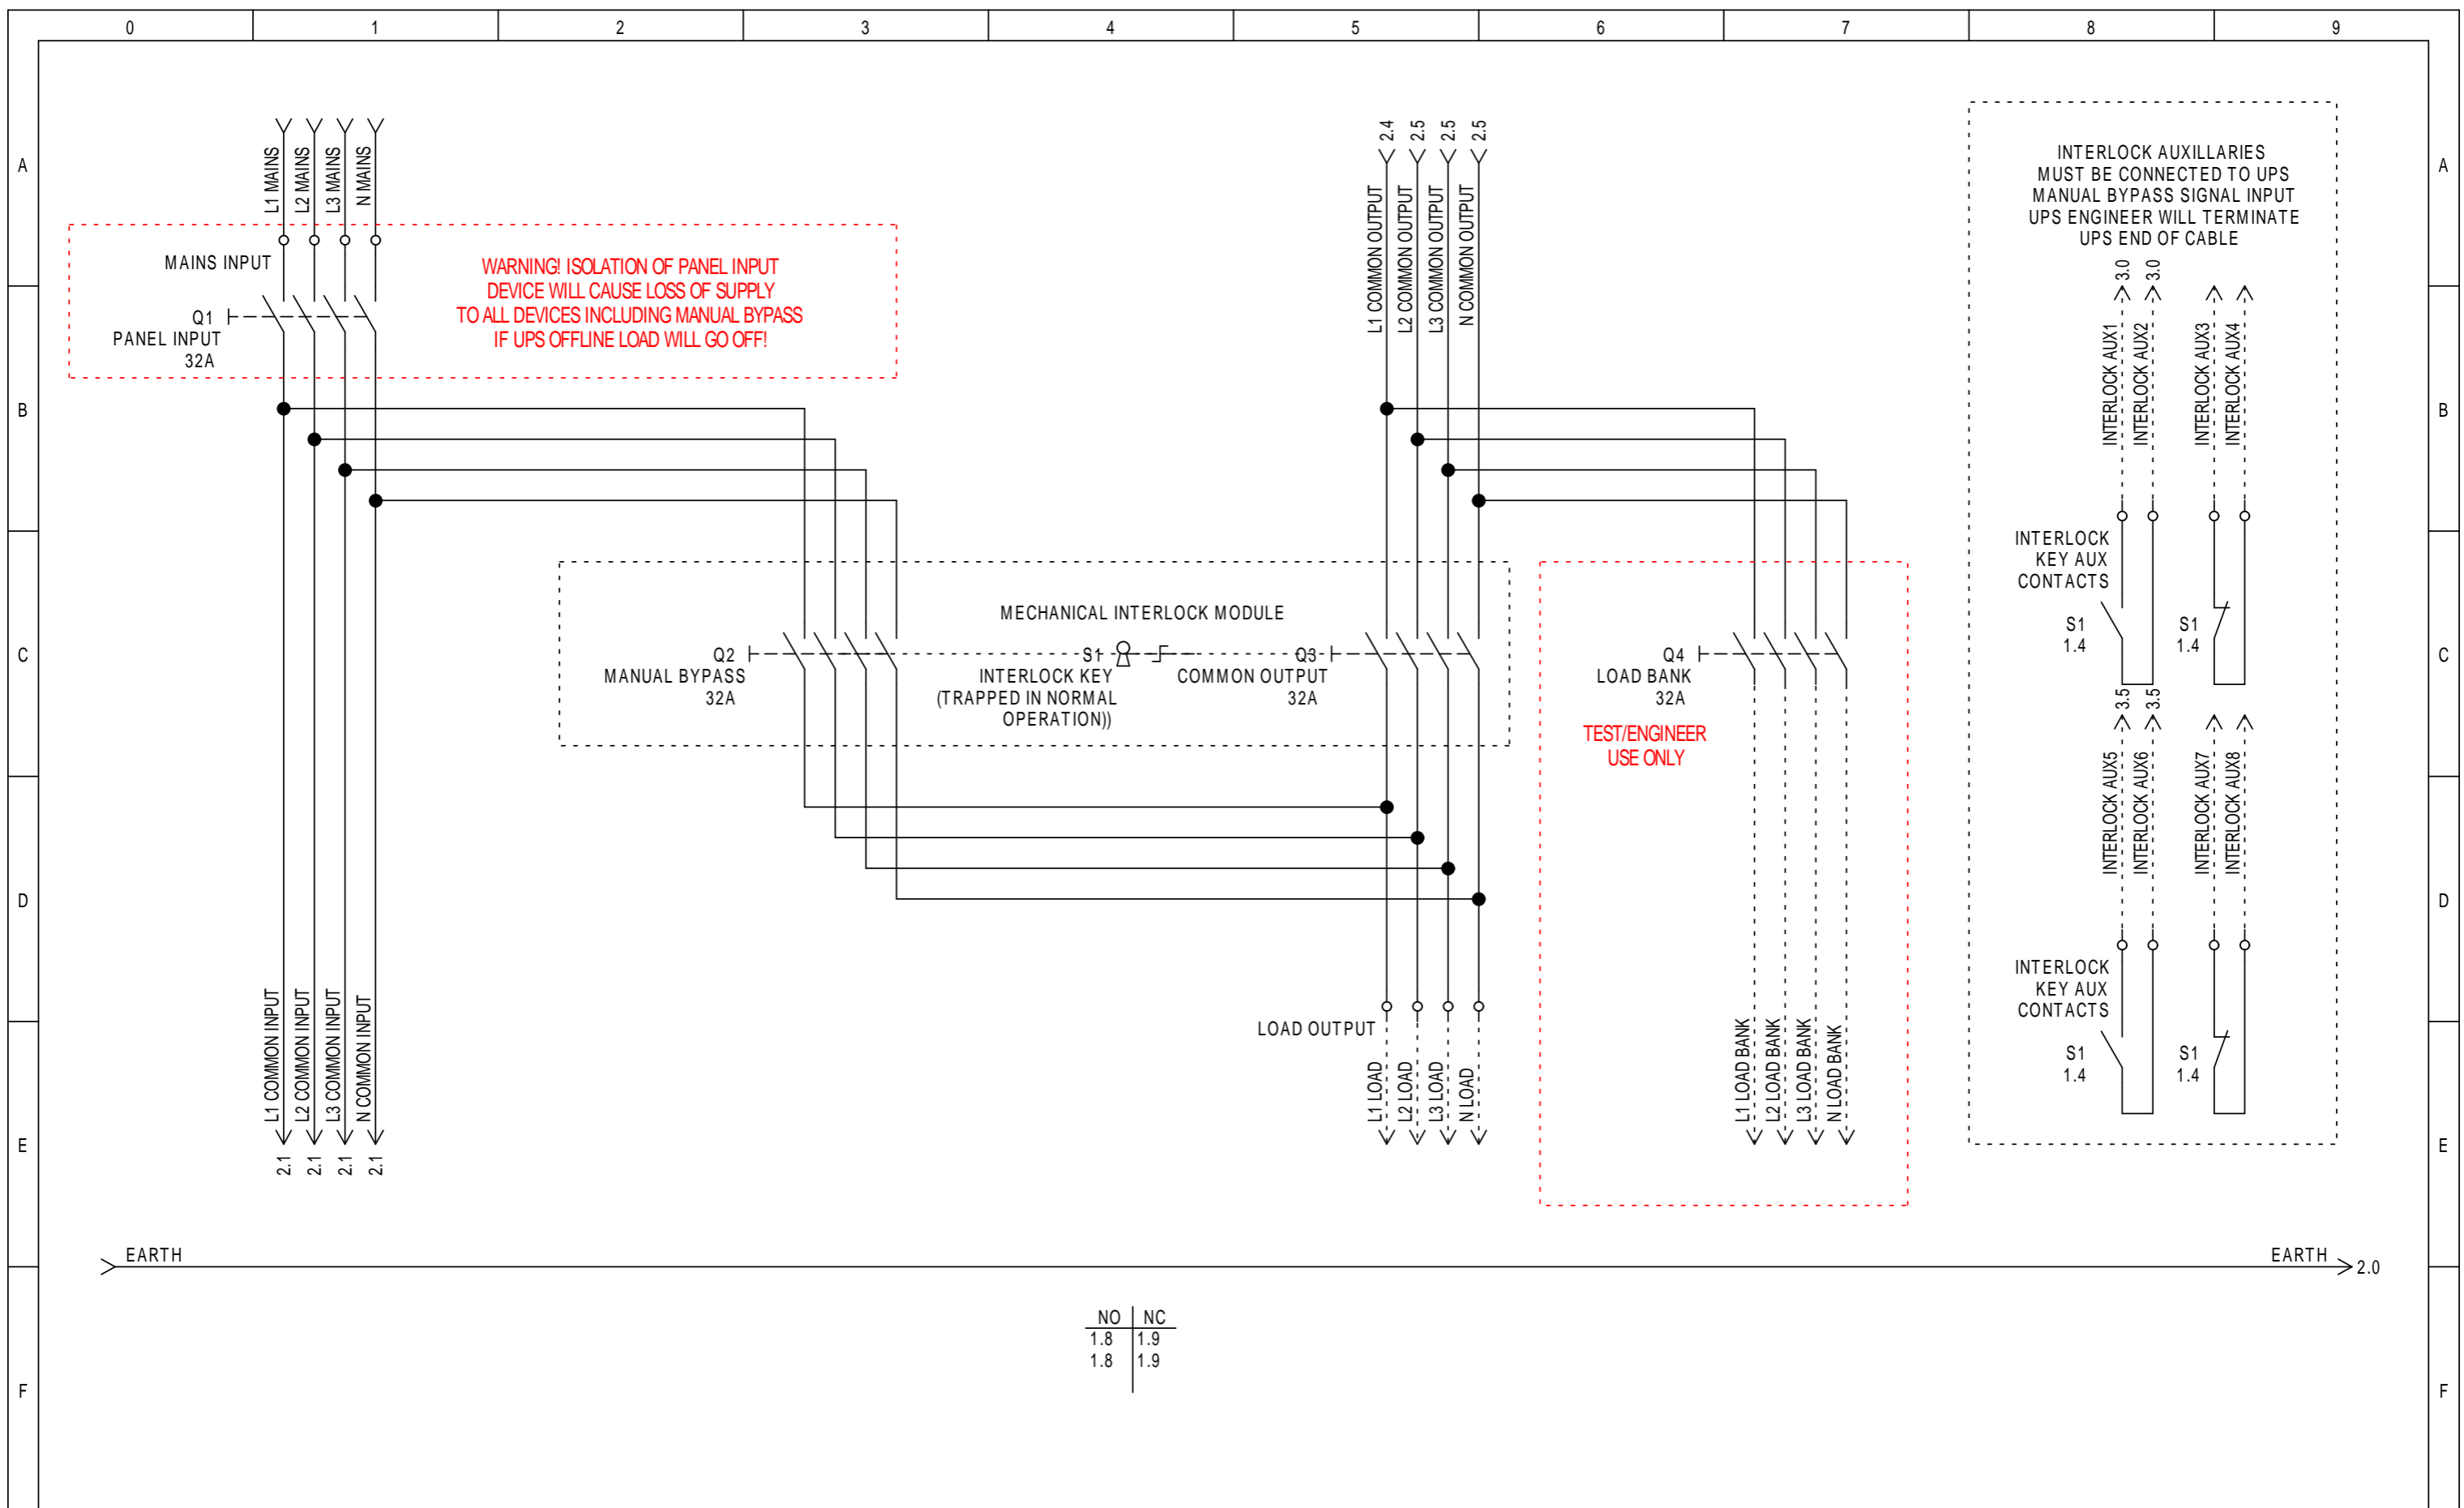 0 1 2 3 4 5 6 7 8 9
A
L1 MAINS
L2 MAINS
L3 MAINS
N MAINS
MAINS INPUT
Q1
PANEL INPUT
32A
WARNING! ISOLATION OF PANEL INPUT
DEVICE WILL CAUSE LOSS OF SUPPLY
TO ALL DEVICES INCLUDING MANUAL BYPASS
IF UPS OFFLINE LOAD WILL GO OFF!
2.4
2.5
2.5
2.5
L1 COMMON OUTPUT
L2 COMMON OUTPUT
L3 COMMON OUTPUT
N COMMON OUTPUT
INTERLOCK AUXILLARIES
MUST BE CONNECTED TO UPS
MANUAL BYPASS SIGNAL INPUT
UPS ENGINEER WILL TERMINATE
UPS END OF CABLE
3.0
3.0
INTERLOCK AUX1
INTERLOCK AUX2
INTERLOCK AUX3
INTERLOCK AUX4
A
B
B
INTERLOCK
KEY AUX
CONTACTS
S1
1.4
S1
1.4
C
MECHANICAL INTERLOCK MODULE
Q2
MANUAL BYPASS
32A
S1
INTERLOCK KEY
(TRAPPED IN NORMAL
OPERATION))
Q3
COMMON OUTPUT
32A
Q4
LOAD BANK
32A
TEST/ENGINEER
USE ONLY
C
3.5
3.5
INTERLOCK AUX5
INTERLOCK AUX6
INTERLOCK AUX7
INTERLOCK AUX8
D
D
INTERLOCK
KEY AUX
CONTACTS
S1
1.4
S1
1.4
L1 COMMON INPUT
L2 COMMON INPUT
L3 COMMON INPUT
N COMMON INPUT
2.1
2.1
2.1
2.1
LOAD OUTPUT
L1 LOAD
L2 LOAD
L3 LOAD
N LOAD
L1 LOAD BANK
L2 LOAD BANK
L3 LOAD BANK
N LOAD BANK
E
E
EARTH
EARTH 2.0
NO NC
1.8 1.9
1.8 1.9
F
F